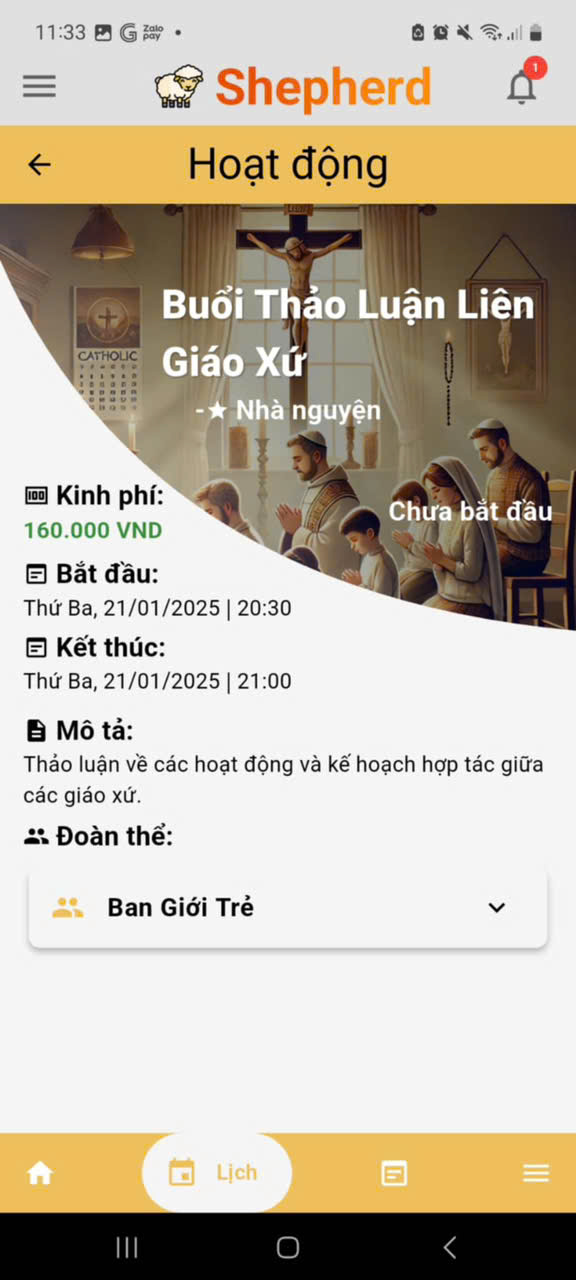 11:33 G Zalo pay
Shepherd 1
Hoạt động
CATHOLIC
Buổi Thảo Luận Liên
Giáo Xứ
-★ Nhà nguyện
Chưa bắt đầu
Kinh phí:
160.000 VND
Bắt đầu:
Thứ Ba, 21/01/2025 | 20:30
Kết thúc:
Thứ Ba, 21/01/2025 | 21:00
Mô tả:
Thảo luận về các hoạt động và kế hoạch hợp tác giữa
các giáo xứ.
Đoàn thể:
Ban Giới Trẻ
Lịch